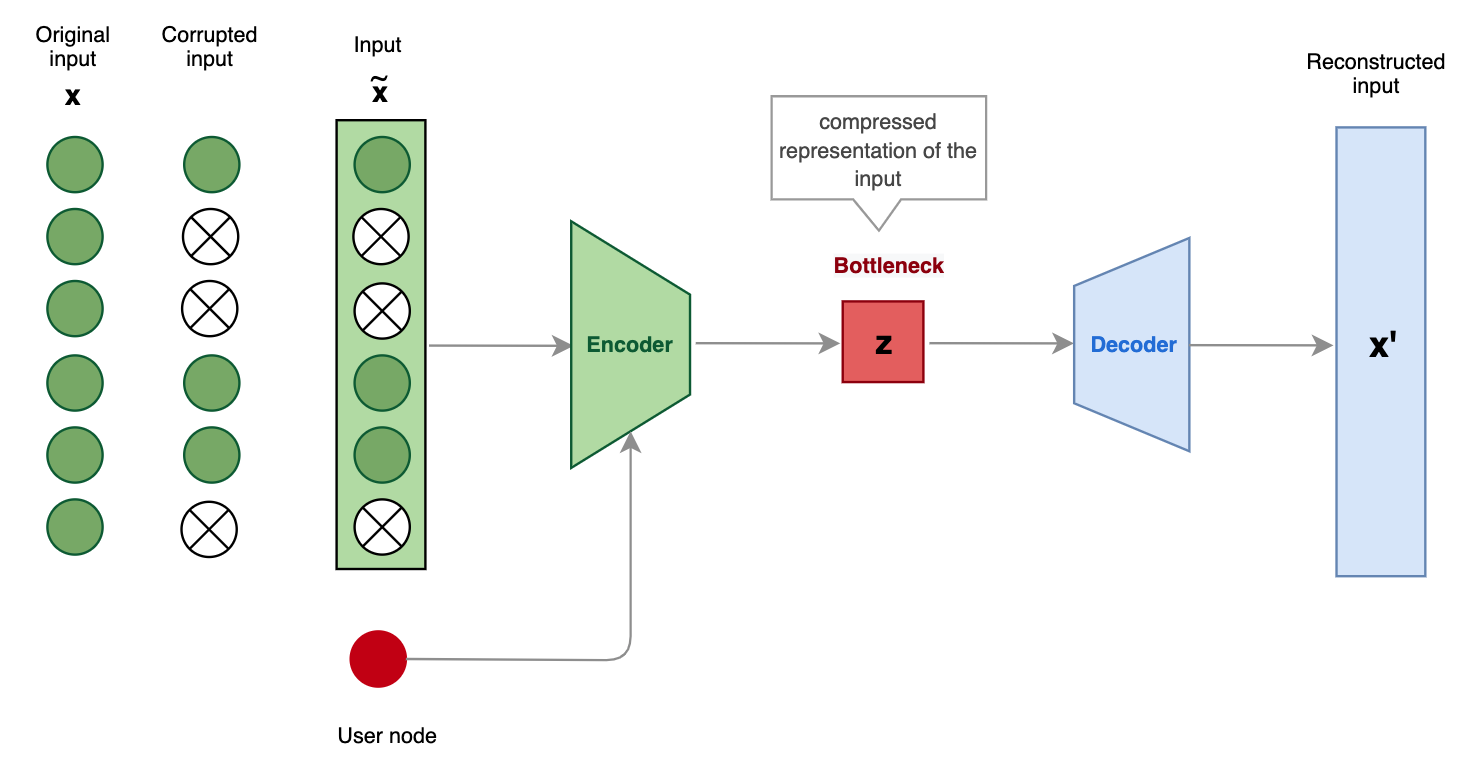 Original
input
x
Corrupted
input
Input
x̃
compressed
representation of the
input
Bottleneck
Encoder
z
Decoder
Reconstructed
input
x'
User node